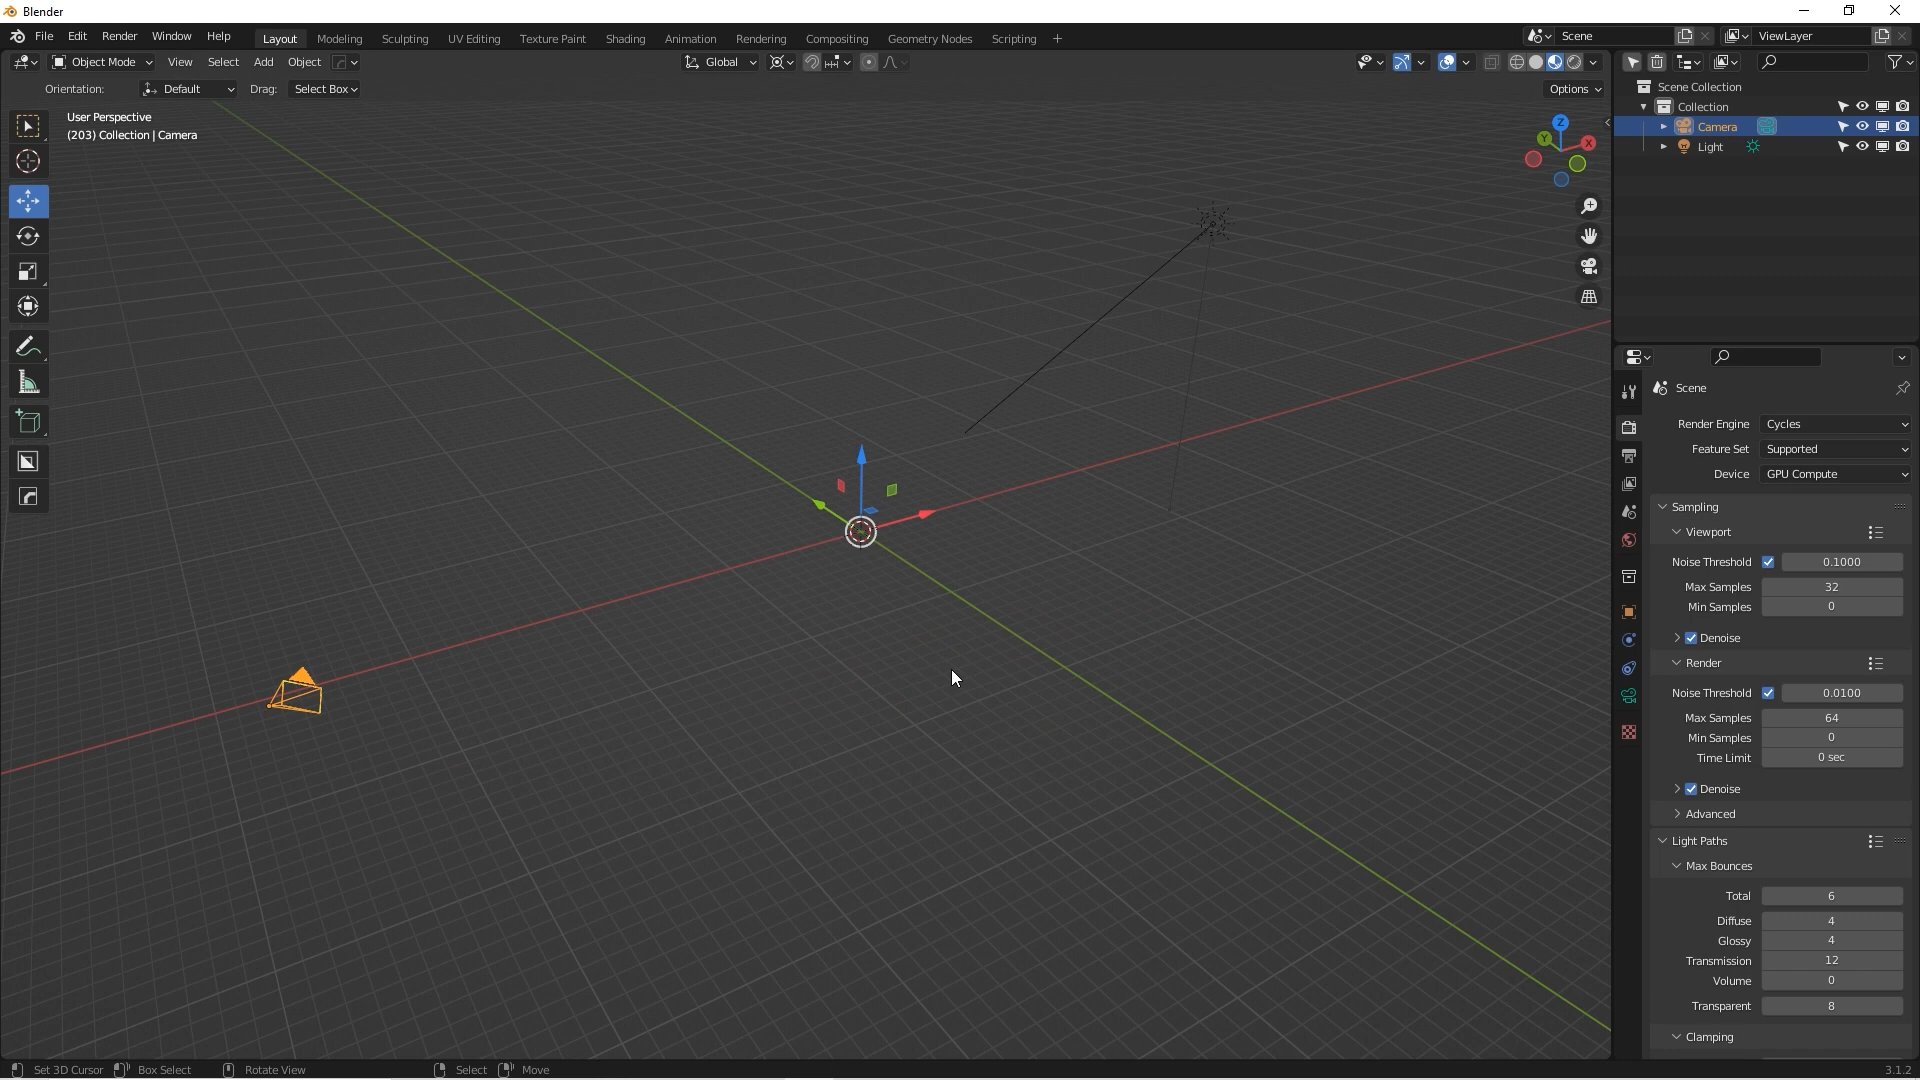 Blender
File Edit Render Window Help Layout Modeling Sculpting UV Editing Texture Paint Shading Animation Rendering Compositing Geometry Nodes Scripting + Scene ViewLayer
Object Mode View Select Add Object Global
Orientation: Default Drag: Select Box Options
User Perspective
(203) Collection | Camera
Z
Y
X
Scene Collection
Collection
Camera
Light
Scene
Render Engine Cycles
Feature Set Supported
Device GPU Compute
Sampling
Viewport
Noise Threshold 0.1000
Max Samples 32
Min Samples 0
Denoise
Render
Noise Threshold 0.0100
Max Samples 64
Min Samples 0
Time Limit 0 sec
Denoise
Advanced
Light Paths
Max Bounces
Total 6
Diffuse 4
Glossy 4
Transmission 12
Volume 0
Transparent 8
Clamping
Set 3D Cursor Box Select Rotate View Select Move 3.1.2